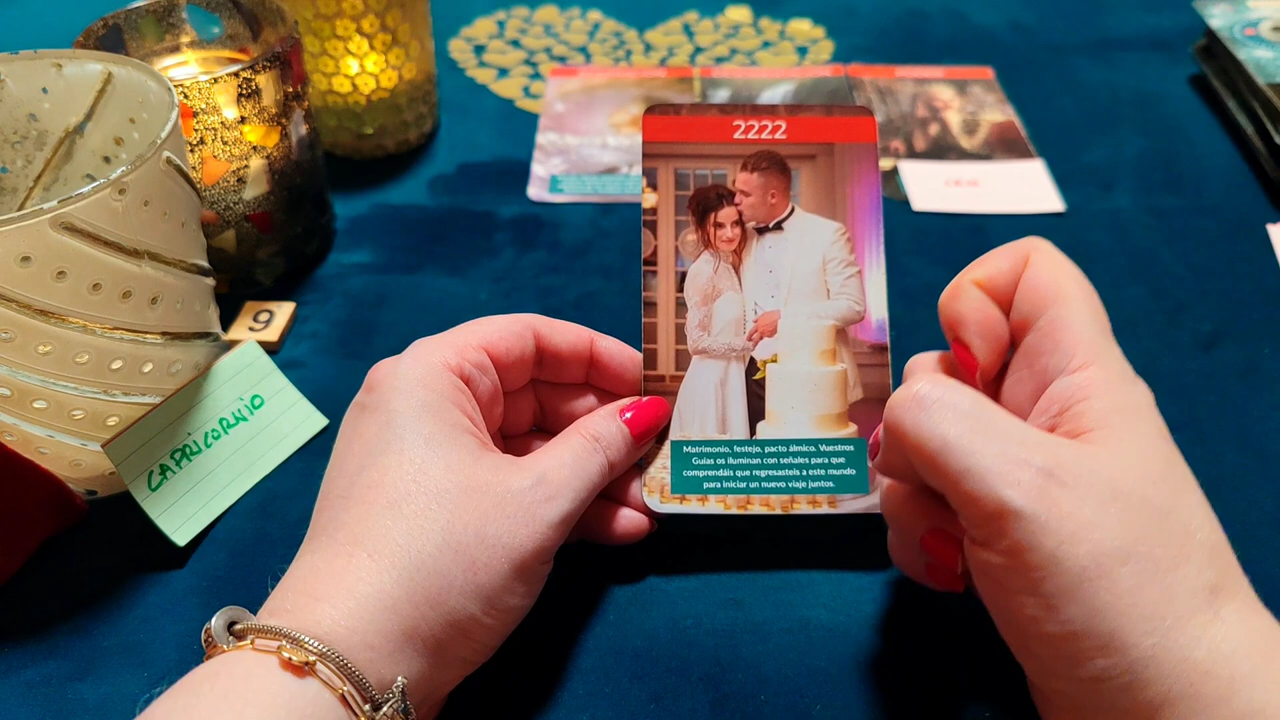 2222
9
CAPRICORNIO
Matrimonio, festejo, pacto álmico. Vuestros
Guías os iluminan con señales para que
comprendáis que regresasteis a este mundo
para iniciar un nuevo viaje juntos.